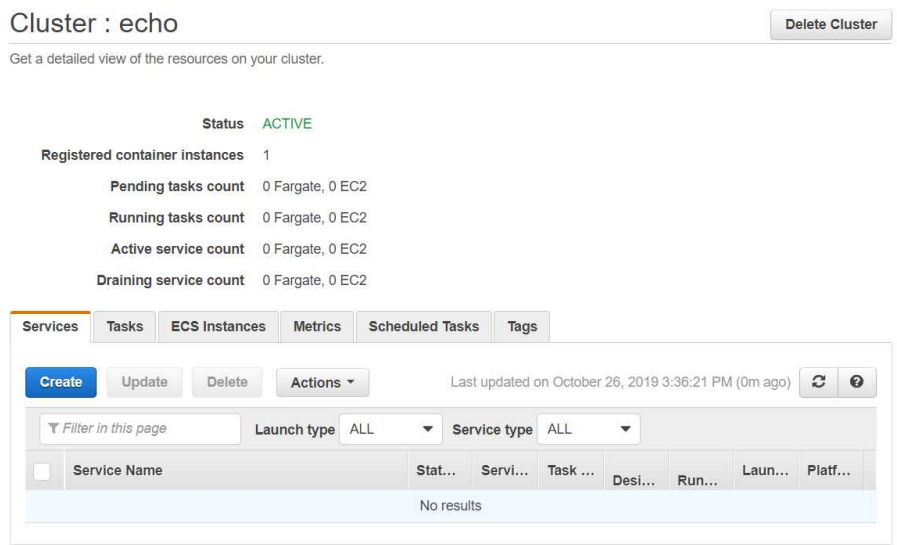 Cluster : echo
Delete Cluster
Get a detailed view of the resources on your cluster.
Status ACTIVE
Registered container instances 1
Pending tasks count 0 Fargate, 0 EC2
Running tasks count 0 Fargate, 0 EC2
Active service count 0 Fargate, 0 EC2
Draining service count 0 Fargate, 0 EC2
Services Tasks ECS Instances Metrics Scheduled Tasks Tags
Create Update Delete Actions Last updated on October 26, 2019 3:36:21 PM (0m ago)
Filter in this page Launch type ALL Service type ALL
Service Name Stat... Servi... Task ... Desi... Run... Laun... Platf...
No results